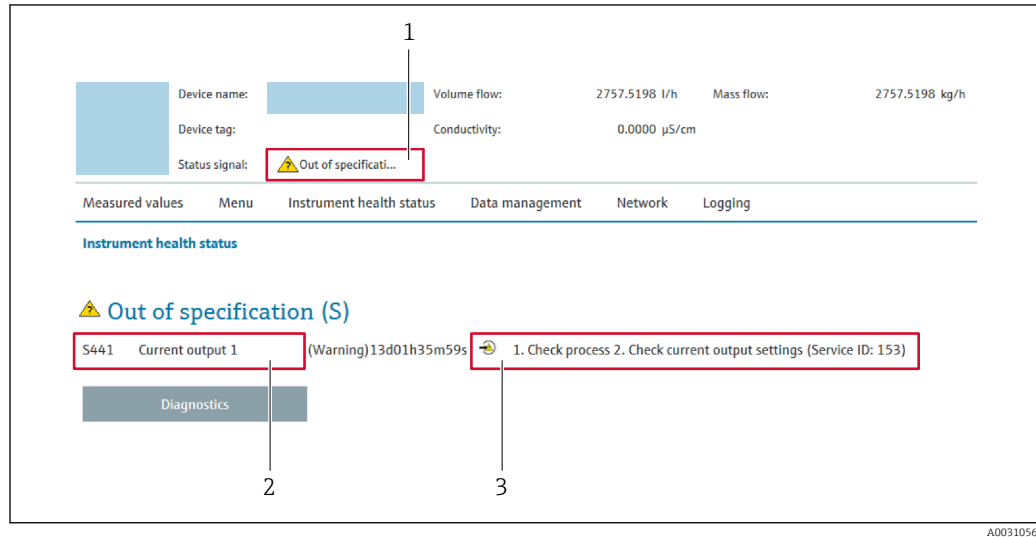 1
Device name: Volume flow: 2757.5198 l/h Mass flow: 2757.5198 kg/h
Device tag: Conductivity: 0.0000 µS/cm
Status signal: Out of specificati...
Measured values Menu Instrument health status Data management Network Logging
Instrument health status
Out of specification (S)
S441 Current output 1 (Warning)13d01h35m59s 1. Check process 2. Check current output settings (Service ID: 153)
Diagnostics
2 3
A0031056